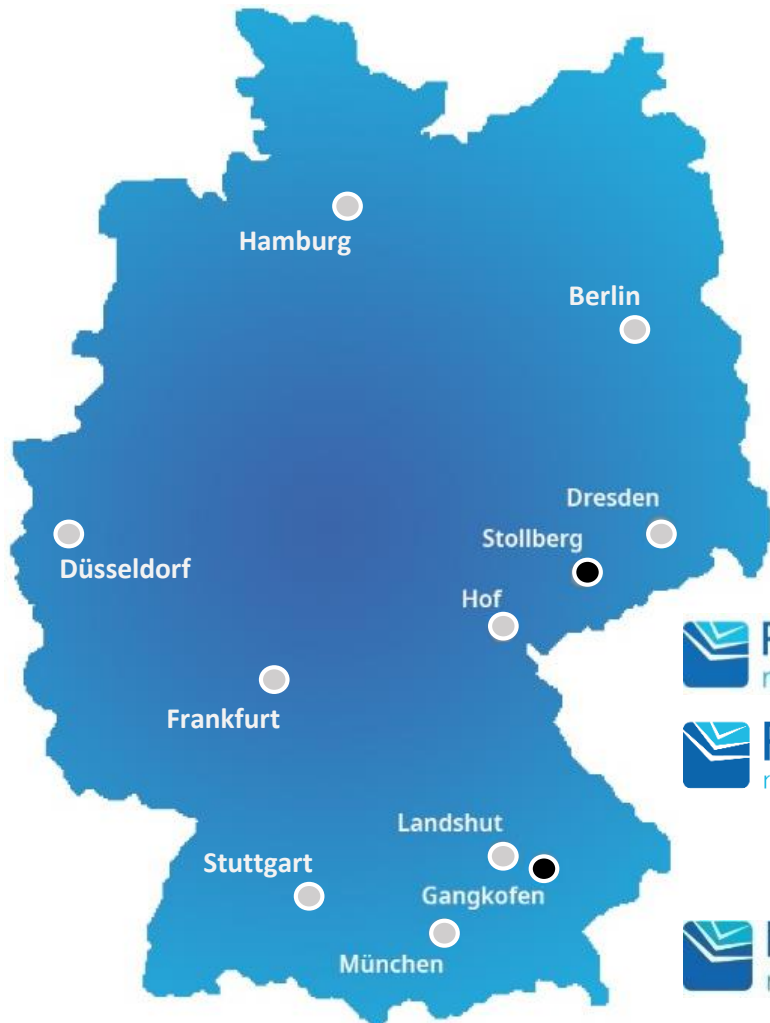 Hamburg
Berlin
Dresden
Stollberg
Düsseldorf
Hof
Frankfurt
Landshut
Stuttgart
Gangkofen
München